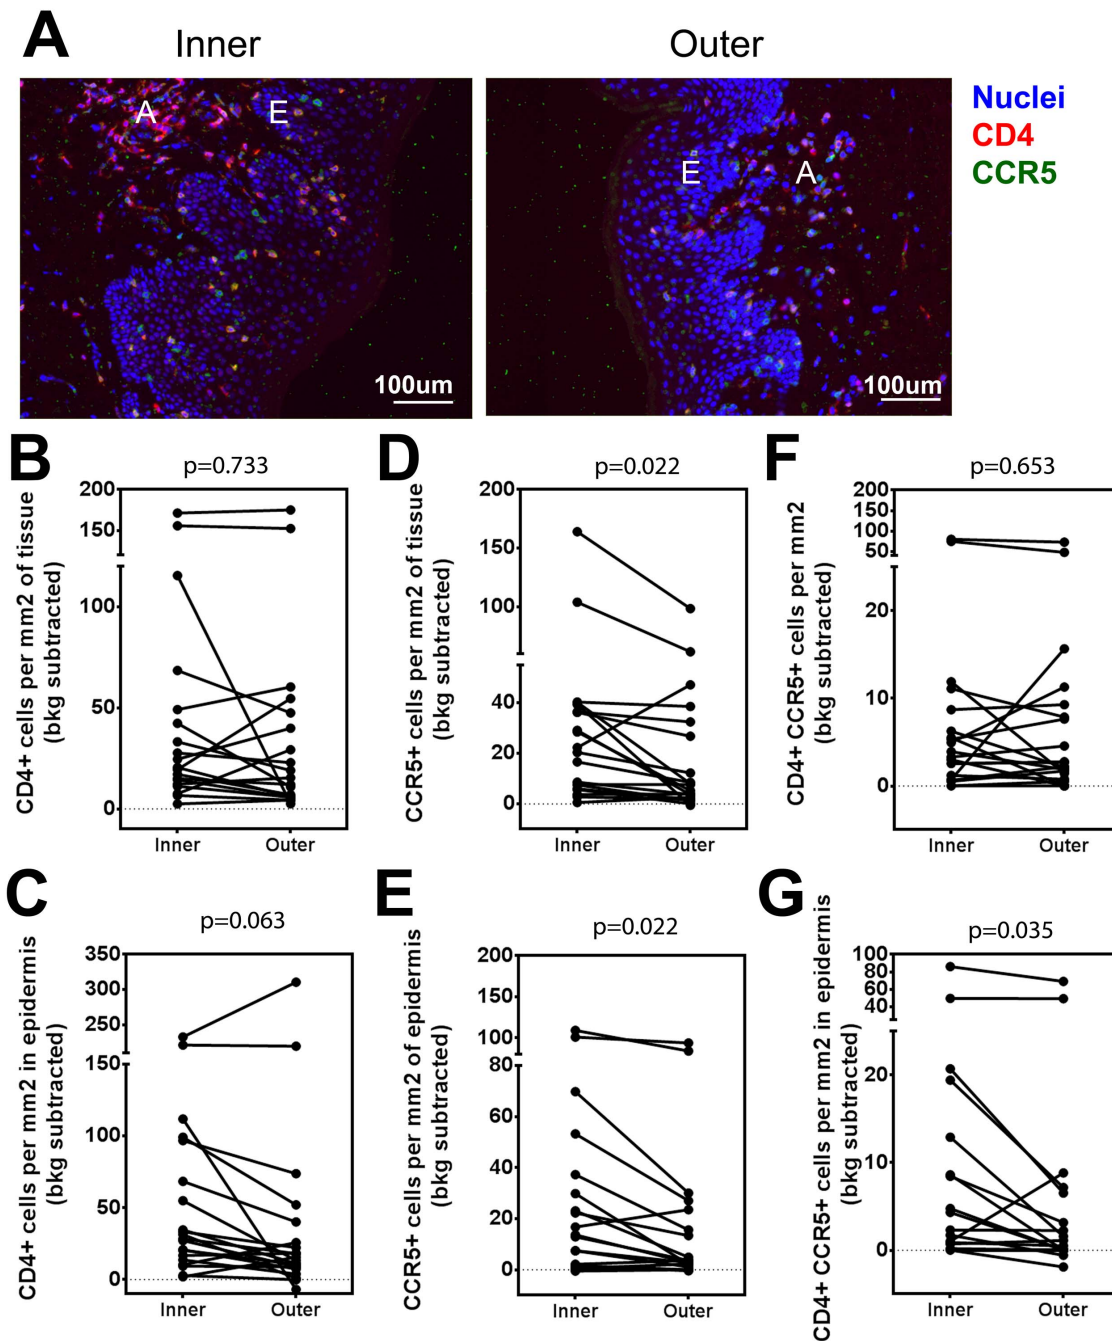 A
Inner
Outer
A
E
100um
E
A
100um
Nuclei
CD4
CCR5
B
p=0.733
CD4+ cells per mm2 of tissue
(bkg subtracted)
200
150
100
50
0
Inner
Outer
D
p=0.022
CCR5+ cells per mm2 of tissue
(bkg subtracted)
200
150
100
40
20
0
Inner
Outer
F
p=0.653
CD4+ CCR5+ cells per mm2
(bkg subtracted)
200
150
100
50
20
10
0
Inner
Outer
C
p=0.063
CD4+ cells per mm2 in epidermis
(bkg subtracted)
350
300
250
150
100
50
0
Inner
Outer
E
p=0.022
CCR5+ cells per mm2 of epidermis
(bkg subtracted)
200
150
100
80
60
40
20
0
Inner
Outer
G
p=0.035
CD4+ CCR5+ cells per mm2 in epidermis
(bkg subtracted)
100
80
60
40
20
10
0
Inner
Outer